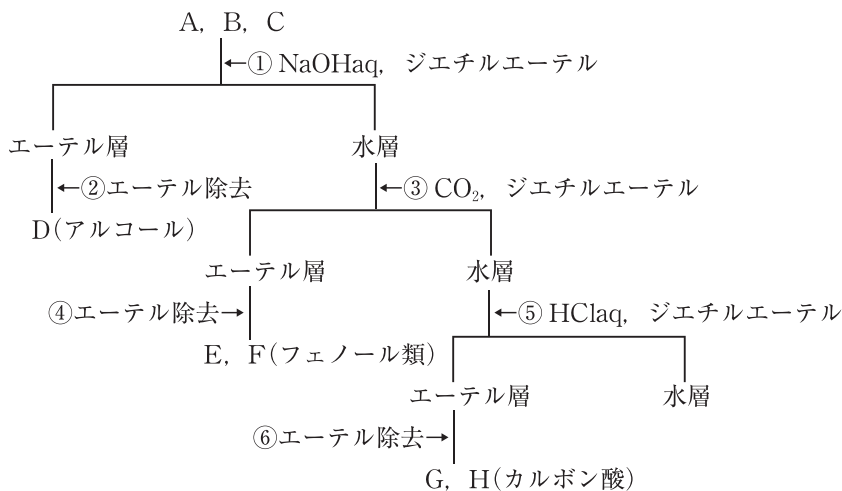 A, B, C
←① NaOHaq, ジエチルエーテル
エーテル層 水層
←②エーテル除去 ←③ CO₂, ジエチルエーテル
D(アルコール)
エーテル層 水層
④エーテル除去→ ←⑤ HClaq, ジエチルエーテル
E, F(フェノール類)
エーテル層 水層
⑥エーテル除去→
G, H(カルボン酸)